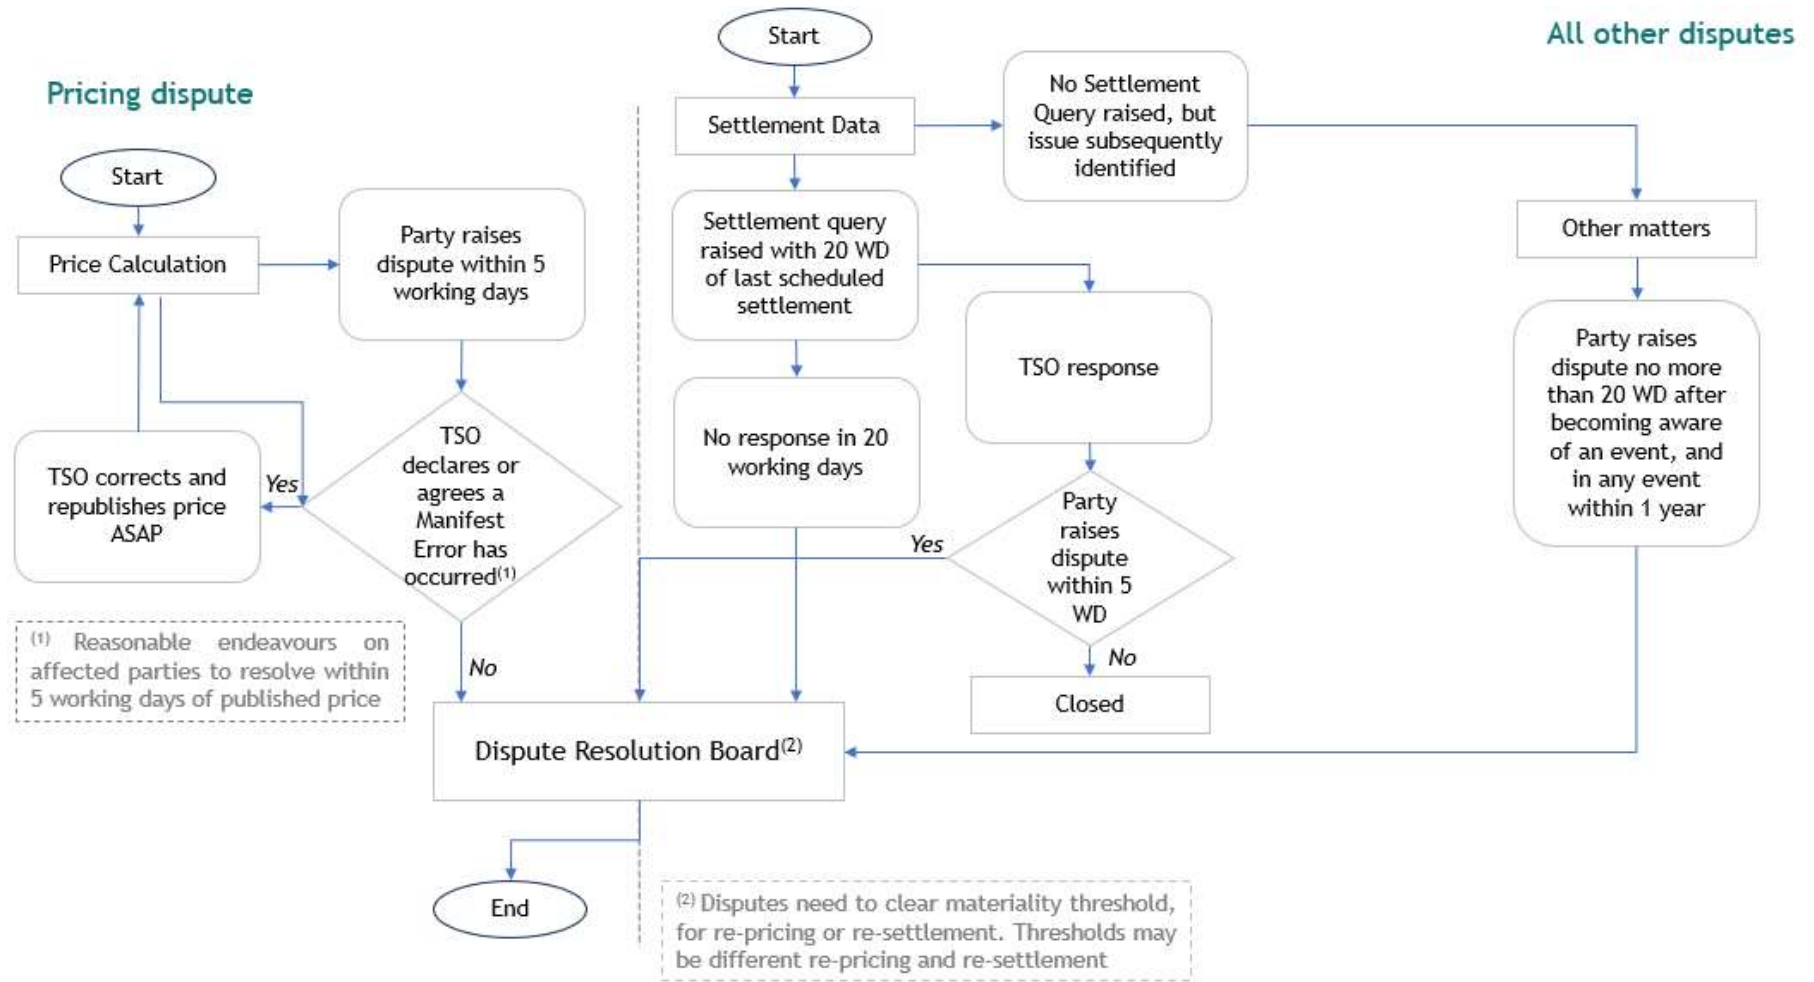 Pricing dispute
Start
Price Calculation
Party raises
dispute within 5
working days
TSO
declares or
agrees a
Manifest
Error has
occurred(1)
Yes
TSO corrects and
republishes price
ASAP
(1) Reasonable endeavours on
affected parties to resolve within
5 working days of published price
No
Start
Settlement Data
No Settlement
Query raised, but
issue subsequently
identified
All other disputes
Settlement query
raised with 20 WD
of last scheduled
settlement
TSO response
No response in 20
working days
Party
raises
dispute
within 5
WD
Yes
No
Closed
Other matters
Party raises
dispute no more
than 20 WD after
becoming aware
of an event, and
in any event
within 1 year
Dispute Resolution Board(2)
End
(2) Disputes need to clear materiality threshold,
for re-pricing or re-settlement. Thresholds may
be different re-pricing and re-settlement